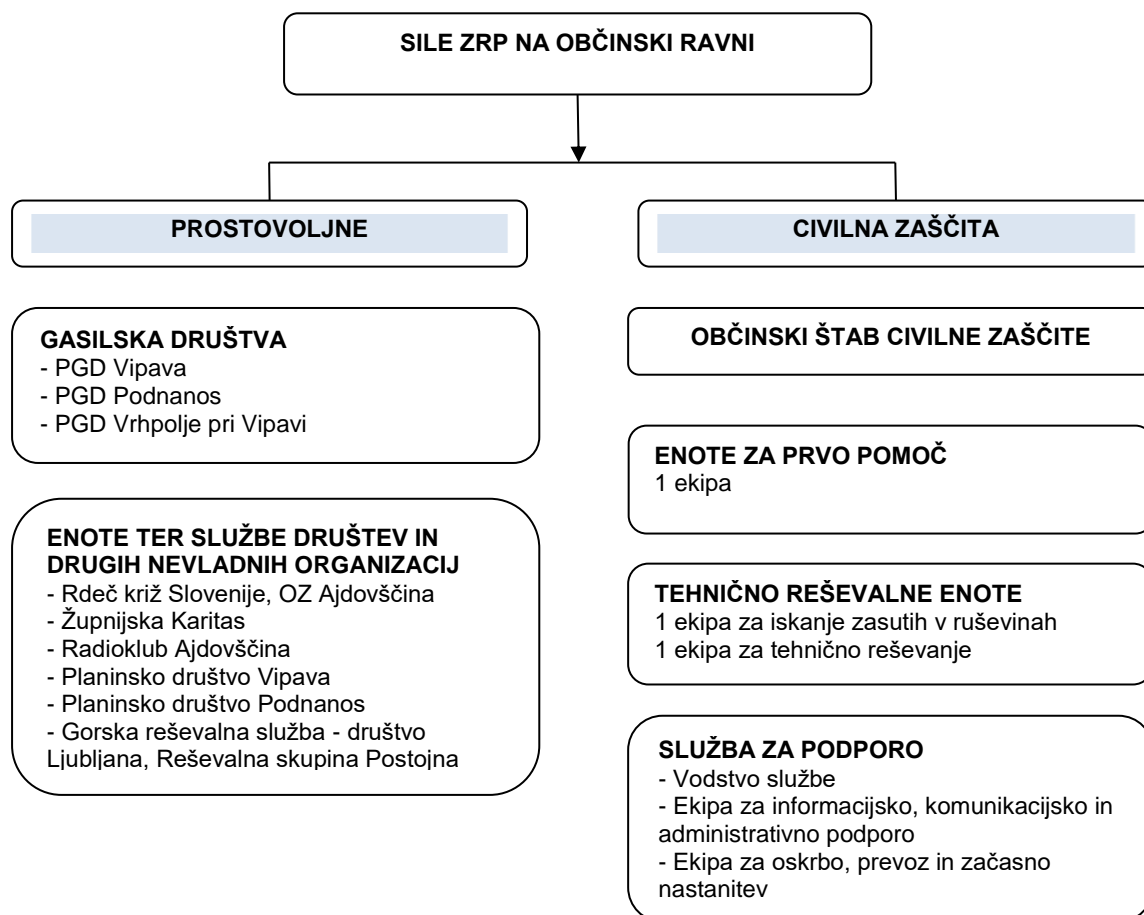 SILE ZRP NA OBČINSKI RAVNI
PROSTOVOLJNE
GASILSKA DRUŠTVA
- PGD Vipava
- PGD Podnanos
- PGD Vrhpolje pri Vipavi
ENOTE TER SLUŽBE DRUŠTEV IN
DRUGIH NEVLADNIH ORGANIZACIJ
- Rdeč križ Slovenije, OZ Ajdovščina
- Župnijska Karitas
- Radioklub Ajdovščina
- Planinsko društvo Vipava
- Planinsko društvo Podnanos
- Gorska reševalna služba - društvo
Ljubljana, Reševalna skupina Postojna
CIVILNA ZAŠČITA
OBČINSKI ŠTAB CIVILNE ZAŠČITE
ENOTE ZA PRVO POMOČ
1 ekipa
TEHNIČNO REŠEVALNE ENOTE
1 ekipa za iskanje zasutih v ruševinah
1 ekipa za tehnično reševanje
SLUŽBA ZA PODPORO
- Vodstvo službe
- Ekipa za informacijsko, komunikacijsko in
administrativno podporo
- Ekipa za oskrbo, prevoz in začasno
nastanitev